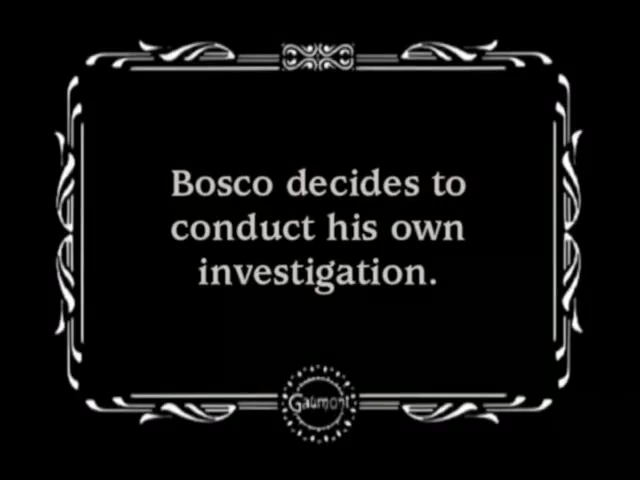 Bosco decides to
conduct his own
investigation.
Gaumont